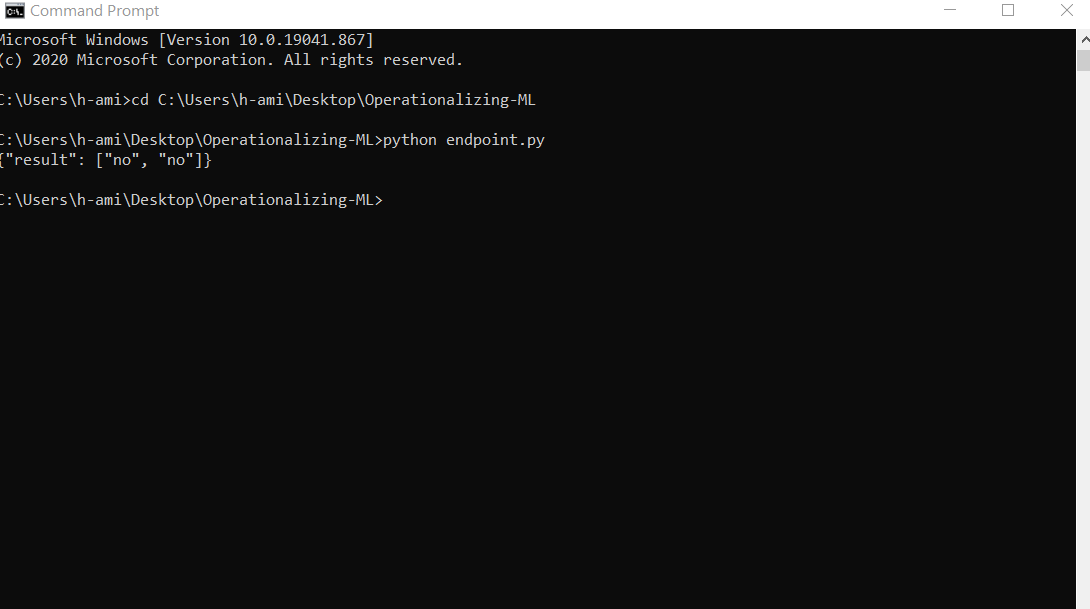 Command Prompt
Microsoft Windows [Version 10.0.19041.867]
(c) 2020 Microsoft Corporation. All rights reserved.
C:\Users\h-ami>cd C:\Users\h-ami\Desktop\Operationalizing-ML
C:\Users\h-ami\Desktop\Operationalizing-ML>python endpoint.py
{"result": ["no", "no"]}
C:\Users\h-ami\Desktop\Operationalizing-ML>